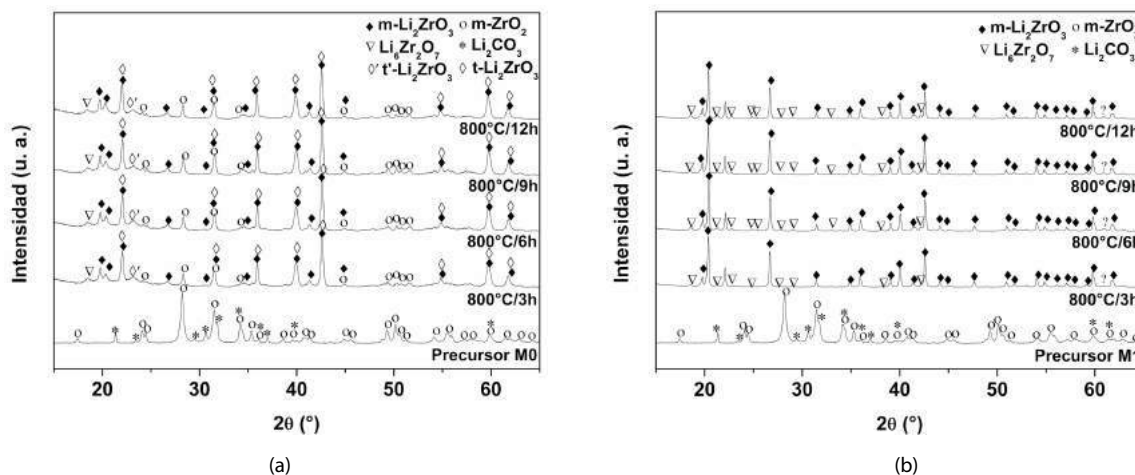 ◆ m-Li₂ZrO₃ ○ m-ZrO₂
▽ Li₆Zr₂O₇ * Li₂CO₃
◊' t'-Li₂ZrO₃ ◊ t-Li₂ZrO₃
800°C/12h
800°C/9h
800°C/6h
800°C/3h
Precursor M0
Intensidad (u. a.)
20 30 40 50 60
2θ (°)
(a)
◆ m-Li₂ZrO₃ ○ m-ZrO₂
▽ Li₆Zr₂O₇ * Li₂CO₃
?
800°C/12h
?
800°C/9h
?
800°C/6h
?
800°C/3h
Precursor M1
Intensidad (u. a.)
20 30 40 50 60
2θ (°)
(b)